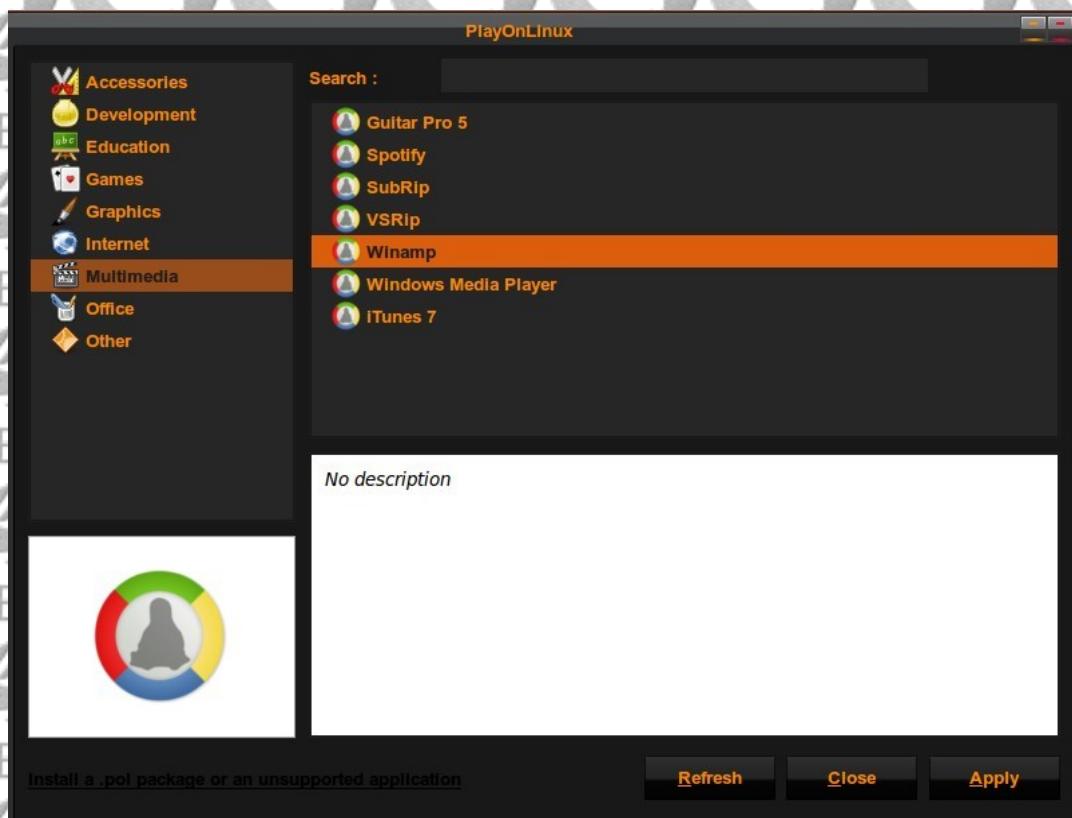 PlayOnLinux
Accessories
Development
Education
Games
Graphics
Internet
Multimedia
Office
Other
Search :
Guitar Pro 5
Spotify
SubRip
VSRip
Winamp
Windows Media Player
iTunes 7
No description
Install a .pol package or an unsupported application
Refresh
Close
Apply